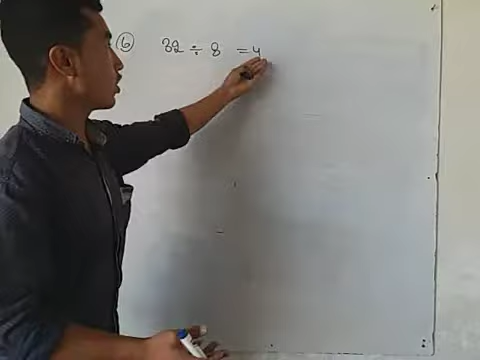 ⑥ 32 ÷ 8 = 4